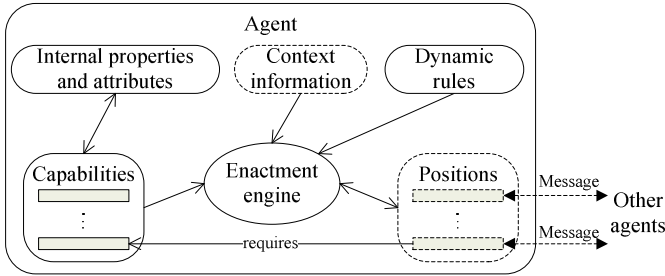 Agent
Internal properties
and attributes
Context
information
Dynamic
rules
Capabilities
Enactment
engine
Positions
Message
Other
agents
Message
requires